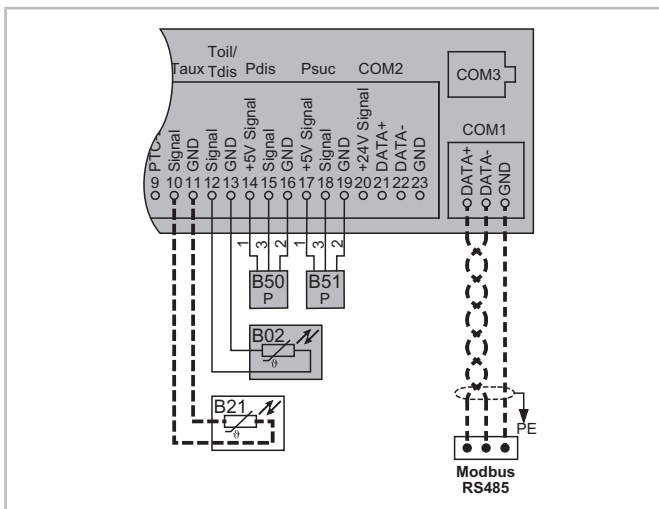 Toil/
Taux Tdis Pdis Psuc COM2 COM3
COM1
PTC-
Signal
GND
Signal
GND
+5V Signal
Signal
GND
+5V Signal
Signal
GND
+24V Signal
DATA+
DATA-
GND
DATA+
DATA-
GND
9 10 11 12 13 14 15 16 17 18 19 20 21 22 23
1 3 2 1 3 2
B50 B51
P P
B02
ϑ
B21
ϑ
PE
Modbus
RS485